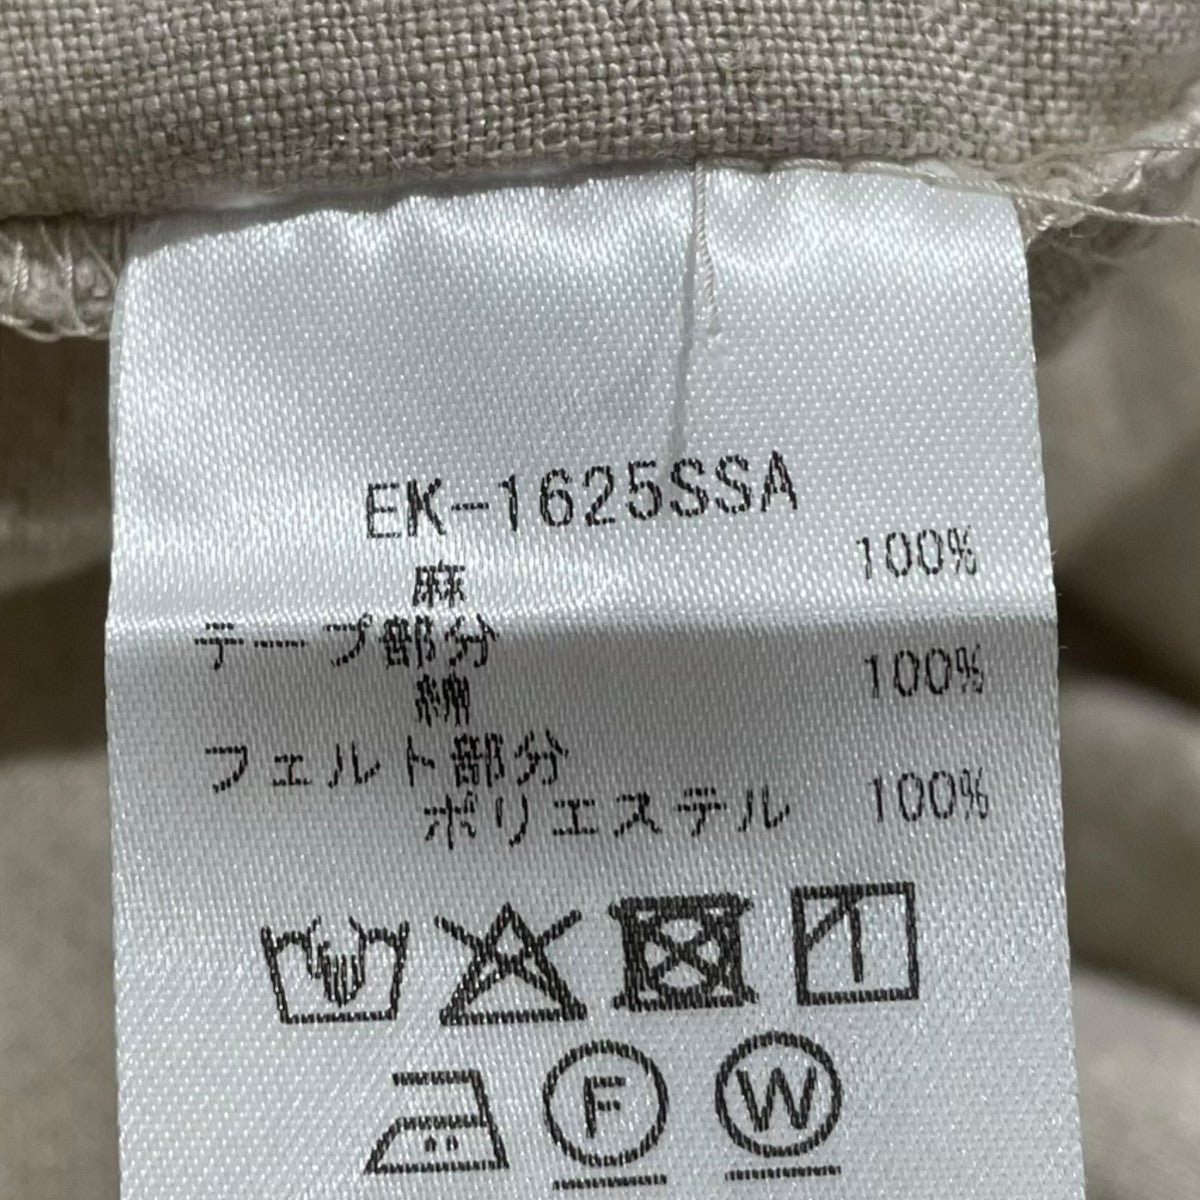 EK-1625SSA
麻 100%
テープ部分
綿 100%
フェルト部分
ポリエステル 100%
F W